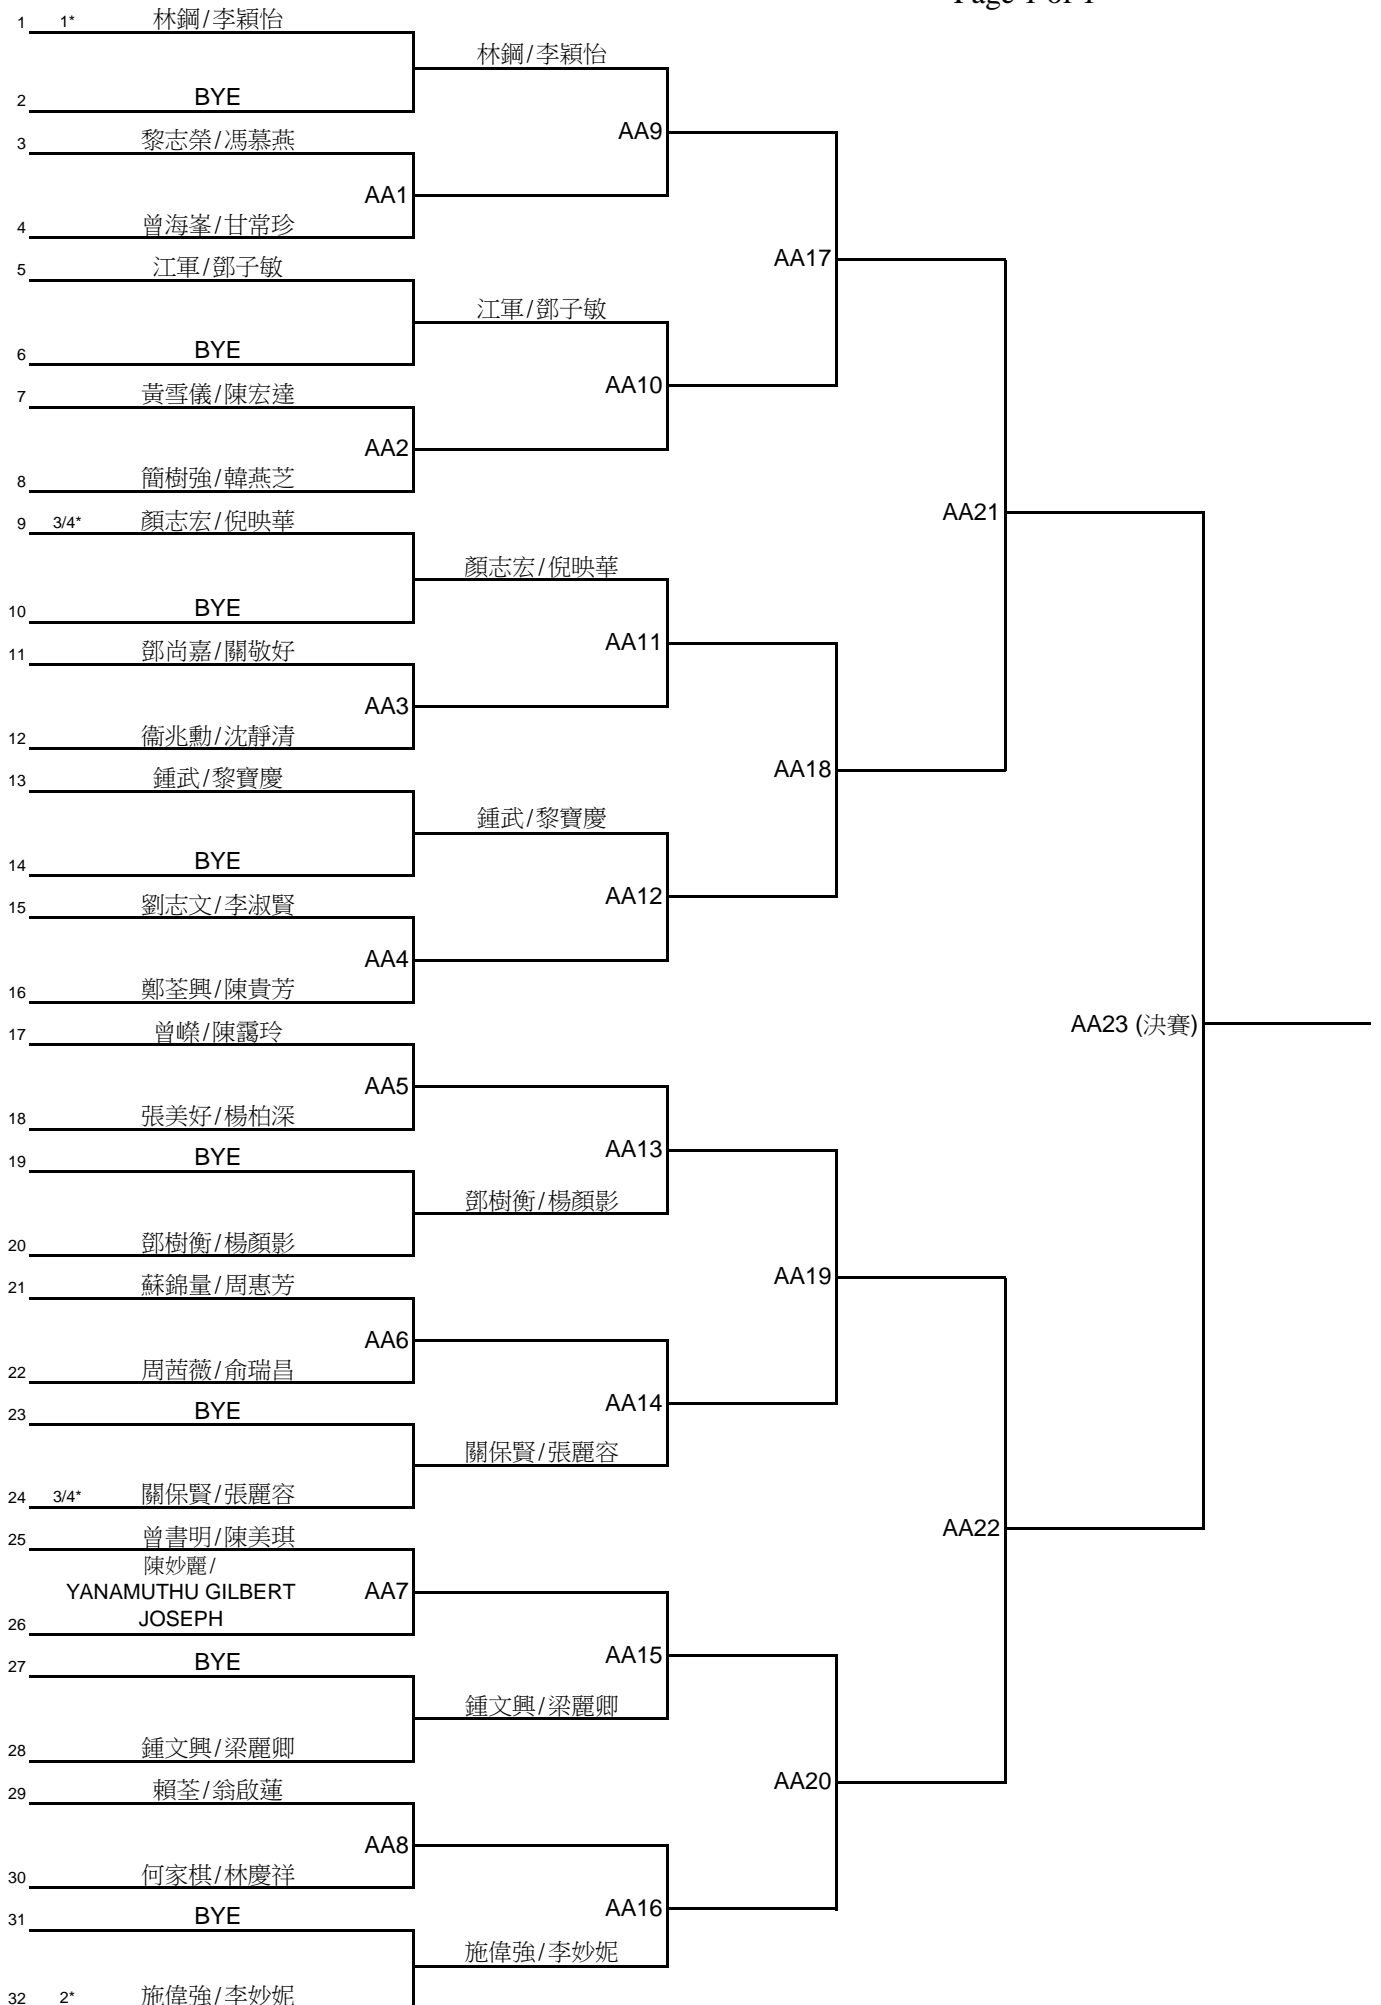 Page 1 of 1
1 1* 林鋼/李穎怡
林鋼/李穎怡
2 BYE
AA9
3 黎志榮/馮慕燕
AA1
4 曾海峯/甘常珍
AA17
5 江軍/鄧子敏
江軍/鄧子敏
6 BYE
AA10
7 黃雪儀/陳宏達
AA2
8 簡樹強/韓燕芝
AA21
9 3/4* 顏志宏/倪映華
顏志宏/倪映華
10 BYE
AA11
11 鄧尚嘉/關敬好
AA3
12 衞兆勳/沈靜清
AA18
13 鍾武/黎寶慶
鍾武/黎寶慶
14 BYE
AA12
15 劉志文/李淑賢
AA4
16 鄭荃興/陳貴芳
AA23 (決賽)
17 曾嶸/陳靄玲
AA5
18 張美好/楊柏深
AA13
19 BYE
鄧樹衡/楊顏影
20 鄧樹衡/楊顏影
AA19
21 蘇錦量/周惠芳
AA6
22 周茜薇/俞瑞昌
AA14
23 BYE
關保賢/張麗容
24 3/4* 關保賢/張麗容
AA22
25 曾書明/陳美琪
陳妙麗/
YANAMUTHU GILBERT
AA7
JOSEPH
26
AA15
27 BYE
鍾文興/梁麗卿
28 鍾文興/梁麗卿
AA20
29 賴荃/翁啟蓮
AA8
30 何家棋/林慶祥
AA16
31 BYE
施偉強/李妙妮
32 2* 施偉強/李妙妮